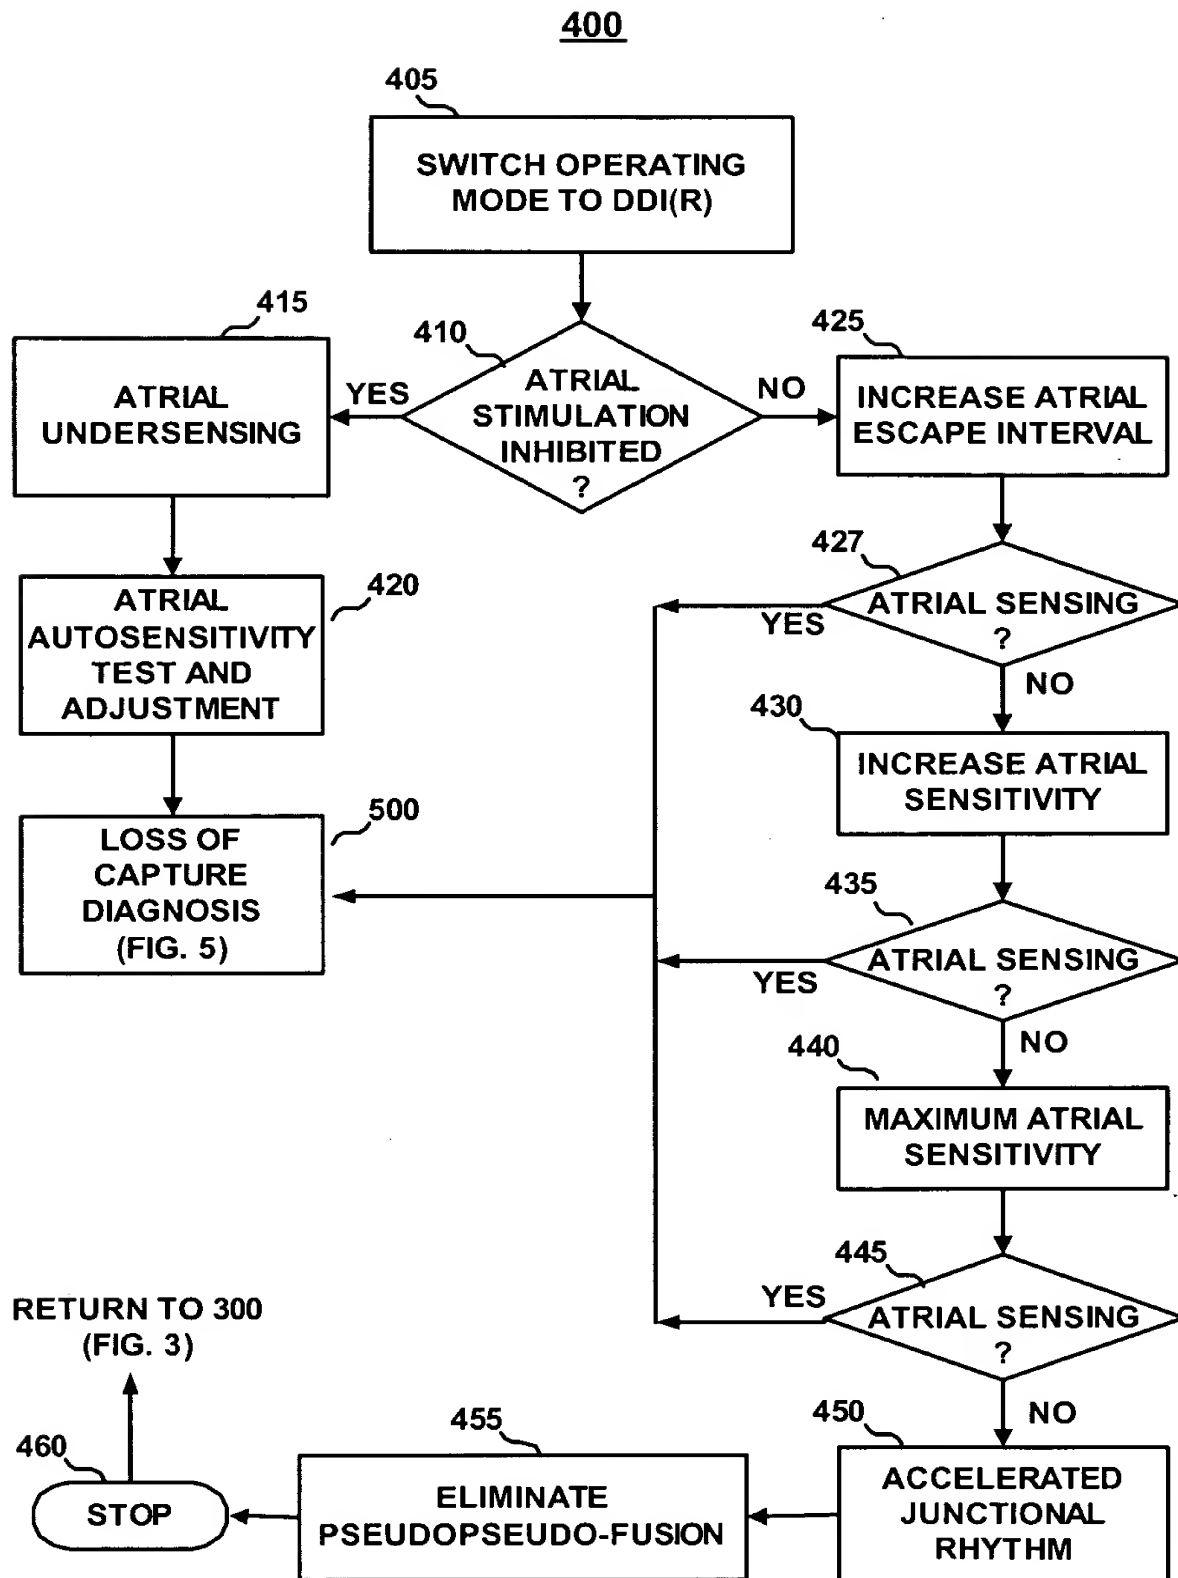 400
405
SWITCH OPERATING
MODE TO DDI(R)
415
ATRIAL
UNDERSENSING
410
YES
ATRIAL
STIMULATION
INHIBITED
?
NO
425
INCREASE ATRIAL
ESCAPE INTERVAL
420
ATRIAL
AUTOSENSITIVITY
TEST AND
ADJUSTMENT
427
ATRIAL SENSING
?
YES
NO
430
INCREASE ATRIAL
SENSITIVITY
500
LOSS OF
CAPTURE
DIAGNOSIS
(FIG. 5)
435
ATRIAL SENSING
?
YES
NO
440
MAXIMUM ATRIAL
SENSITIVITY
445
ATRIAL SENSING
?
YES
NO
RETURN TO 300
(FIG. 3)
460
STOP
455
ELIMINATE
PSEUDOPSEUDO-FUSION
450
ACCELERATED
JUNCTIONAL
RHYTHM